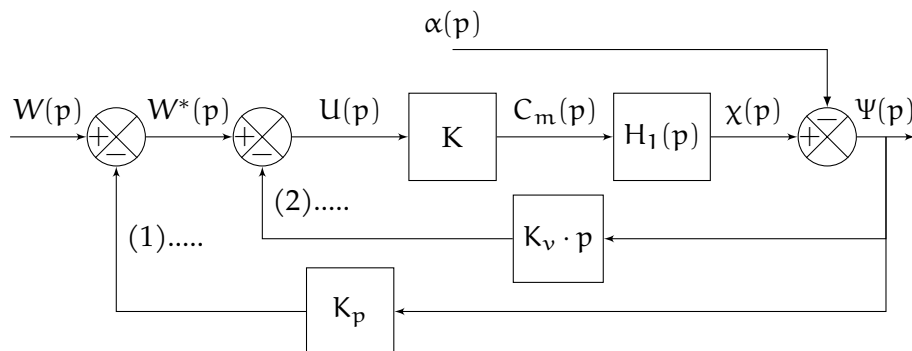 α(p)
W(p) + − W*(p) + − U(p) K C_m(p) H_1(p) χ(p) + − Ψ(p)
(2).....
K_v · p
(1).....
K_p